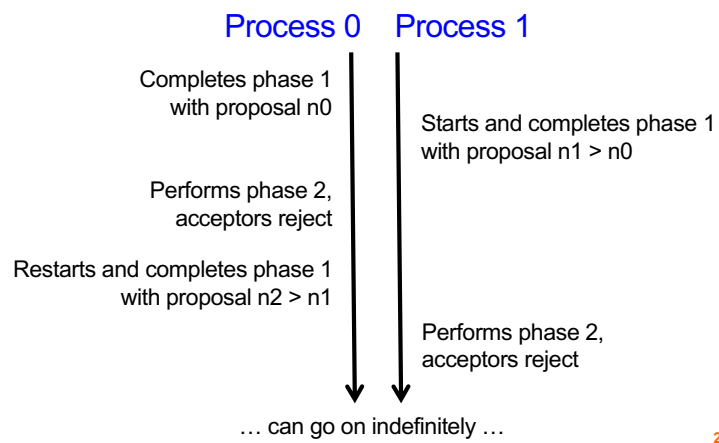 Process 0 Process 1
Completes phase 1
with proposal n0
Starts and completes phase 1
with proposal n1 > n0
Performs phase 2,
acceptors reject
Restarts and completes phase 1
with proposal n2 > n1
Performs phase 2,
acceptors reject
… can go on indefinitely …
2